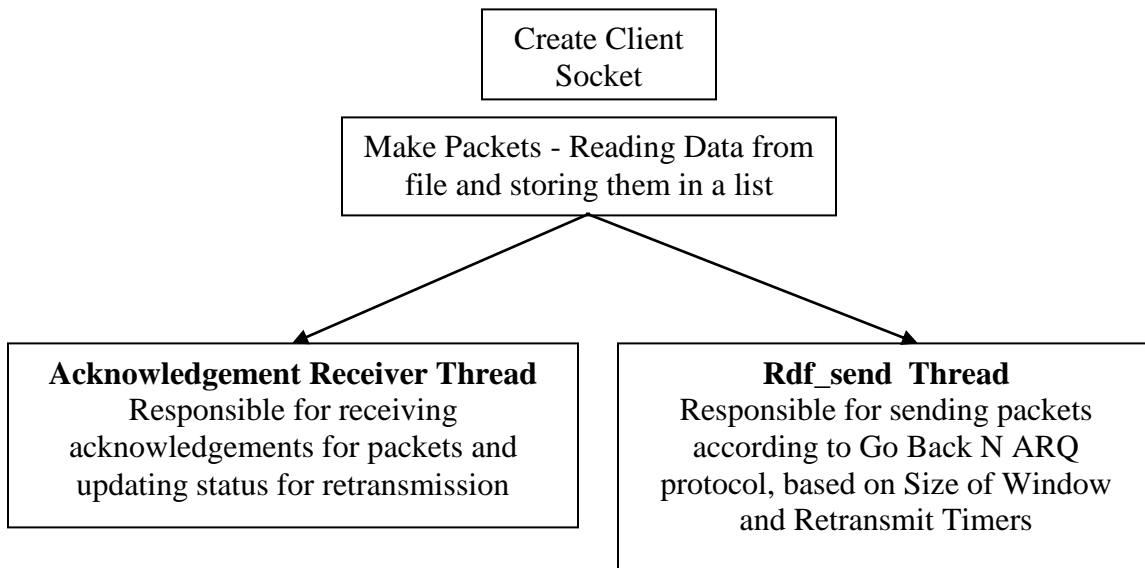 Create Client
Socket
Make Packets - Reading Data from
file and storing them in a list
Acknowledgement Receiver Thread
Responsible for receiving
acknowledgements for packets and
updating status for retransmission
Rdf_send Thread
Responsible for sending packets
according to Go Back N ARQ
protocol, based on Size of Window
and Retransmit Timers